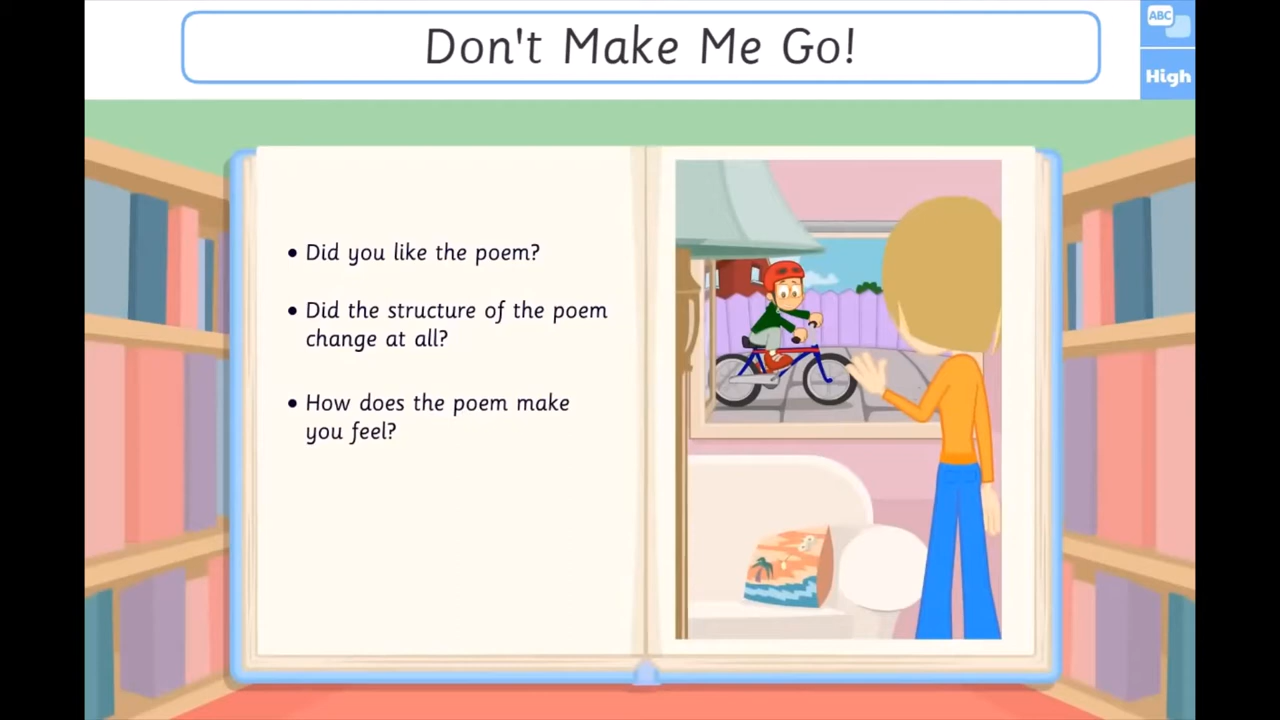 Don't Make Me Go!
ABC
High
• Did you like the poem?
• Did the structure of the poem
change at all?
• How does the poem make
you feel?